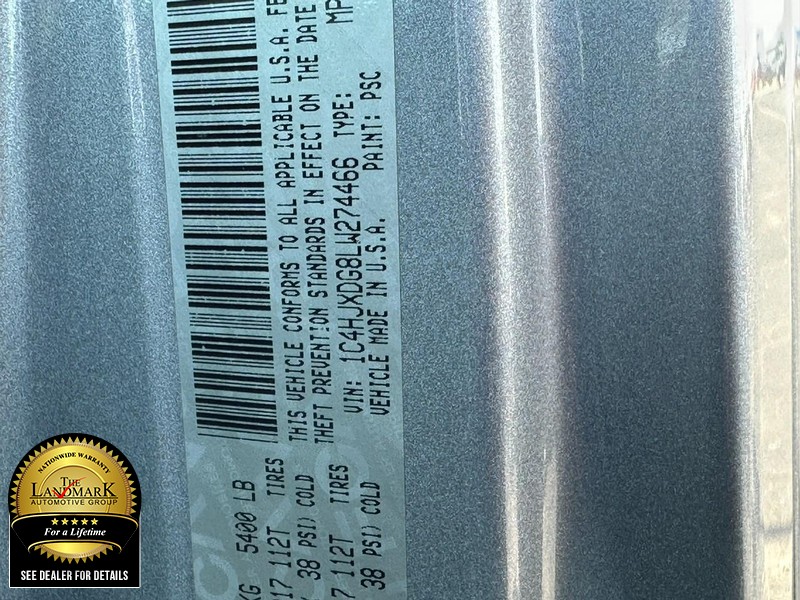 THIS VEHICLE CONFORMS TO ALL APPLICABLE U.S.A. FE
THEFT PREVENTION STANDARDS IN EFFECT ON THE DATE
VIN: 1C4HJXDG8LW274466 TYPE: MP
VEHICLE MADE IN U.S.A. PAINT: PSC
KG 5400 LB
17 112T TIRES
38 PSI) COLD
7 112T TIRES
38 PSI) COLD
NATIONWIDE WARRANTY
THE
LANDMARK
AUTOMOTIVE GROUP
For a Lifetime
SEE DEALER FOR DETAILS